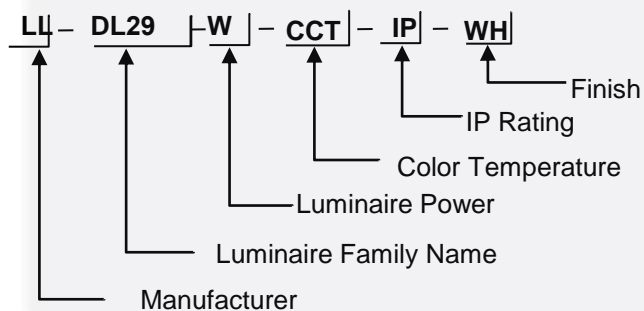 LL – DL29 – W – CCT – IP – WH
Finish
IP Rating
Color Temperature
Luminaire Power
Luminaire Family Name
Manufacturer